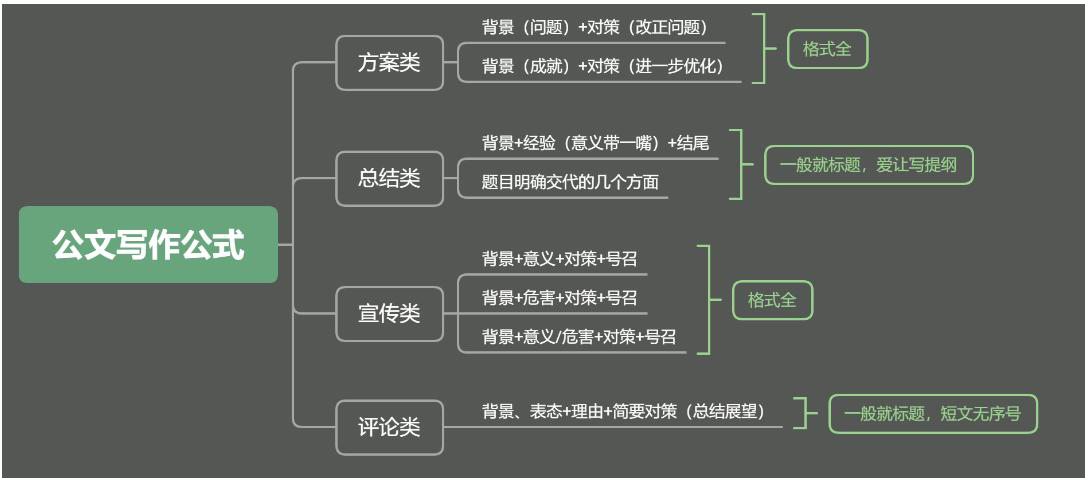 公文写作公式
方案类
背景（问题）+对策（改正问题）
背景（成就）+对策（进一步优化）
格式全
总结类
背景+经验（意义带一嘴）+结尾
题目明确交代的几个方面
一般就标题，爱让写提纲
宣传类
背景+意义+对策+号召
背景+危害+对策+号召
背景+意义/危害+对策+号召
格式全
评论类
背景、表态+理由+简要对策（总结展望）
一般就标题，短文无序号